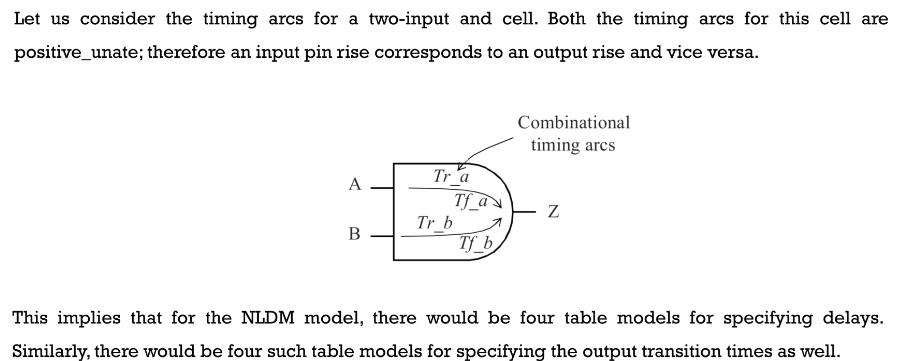 Let us consider the timing arcs for a two-input and cell. Both the timing arcs for this cell are
positive_unate; therefore an input pin rise corresponds to an output rise and vice versa.
Combinational
timing arcs
A
Tr_a
Tf_a
Z
B
Tr_b
Tf_b
This implies that for the NLDM model, there would be four table models for specifying delays.
Similarly, there would be four such table models for specifying the output transition times as well.